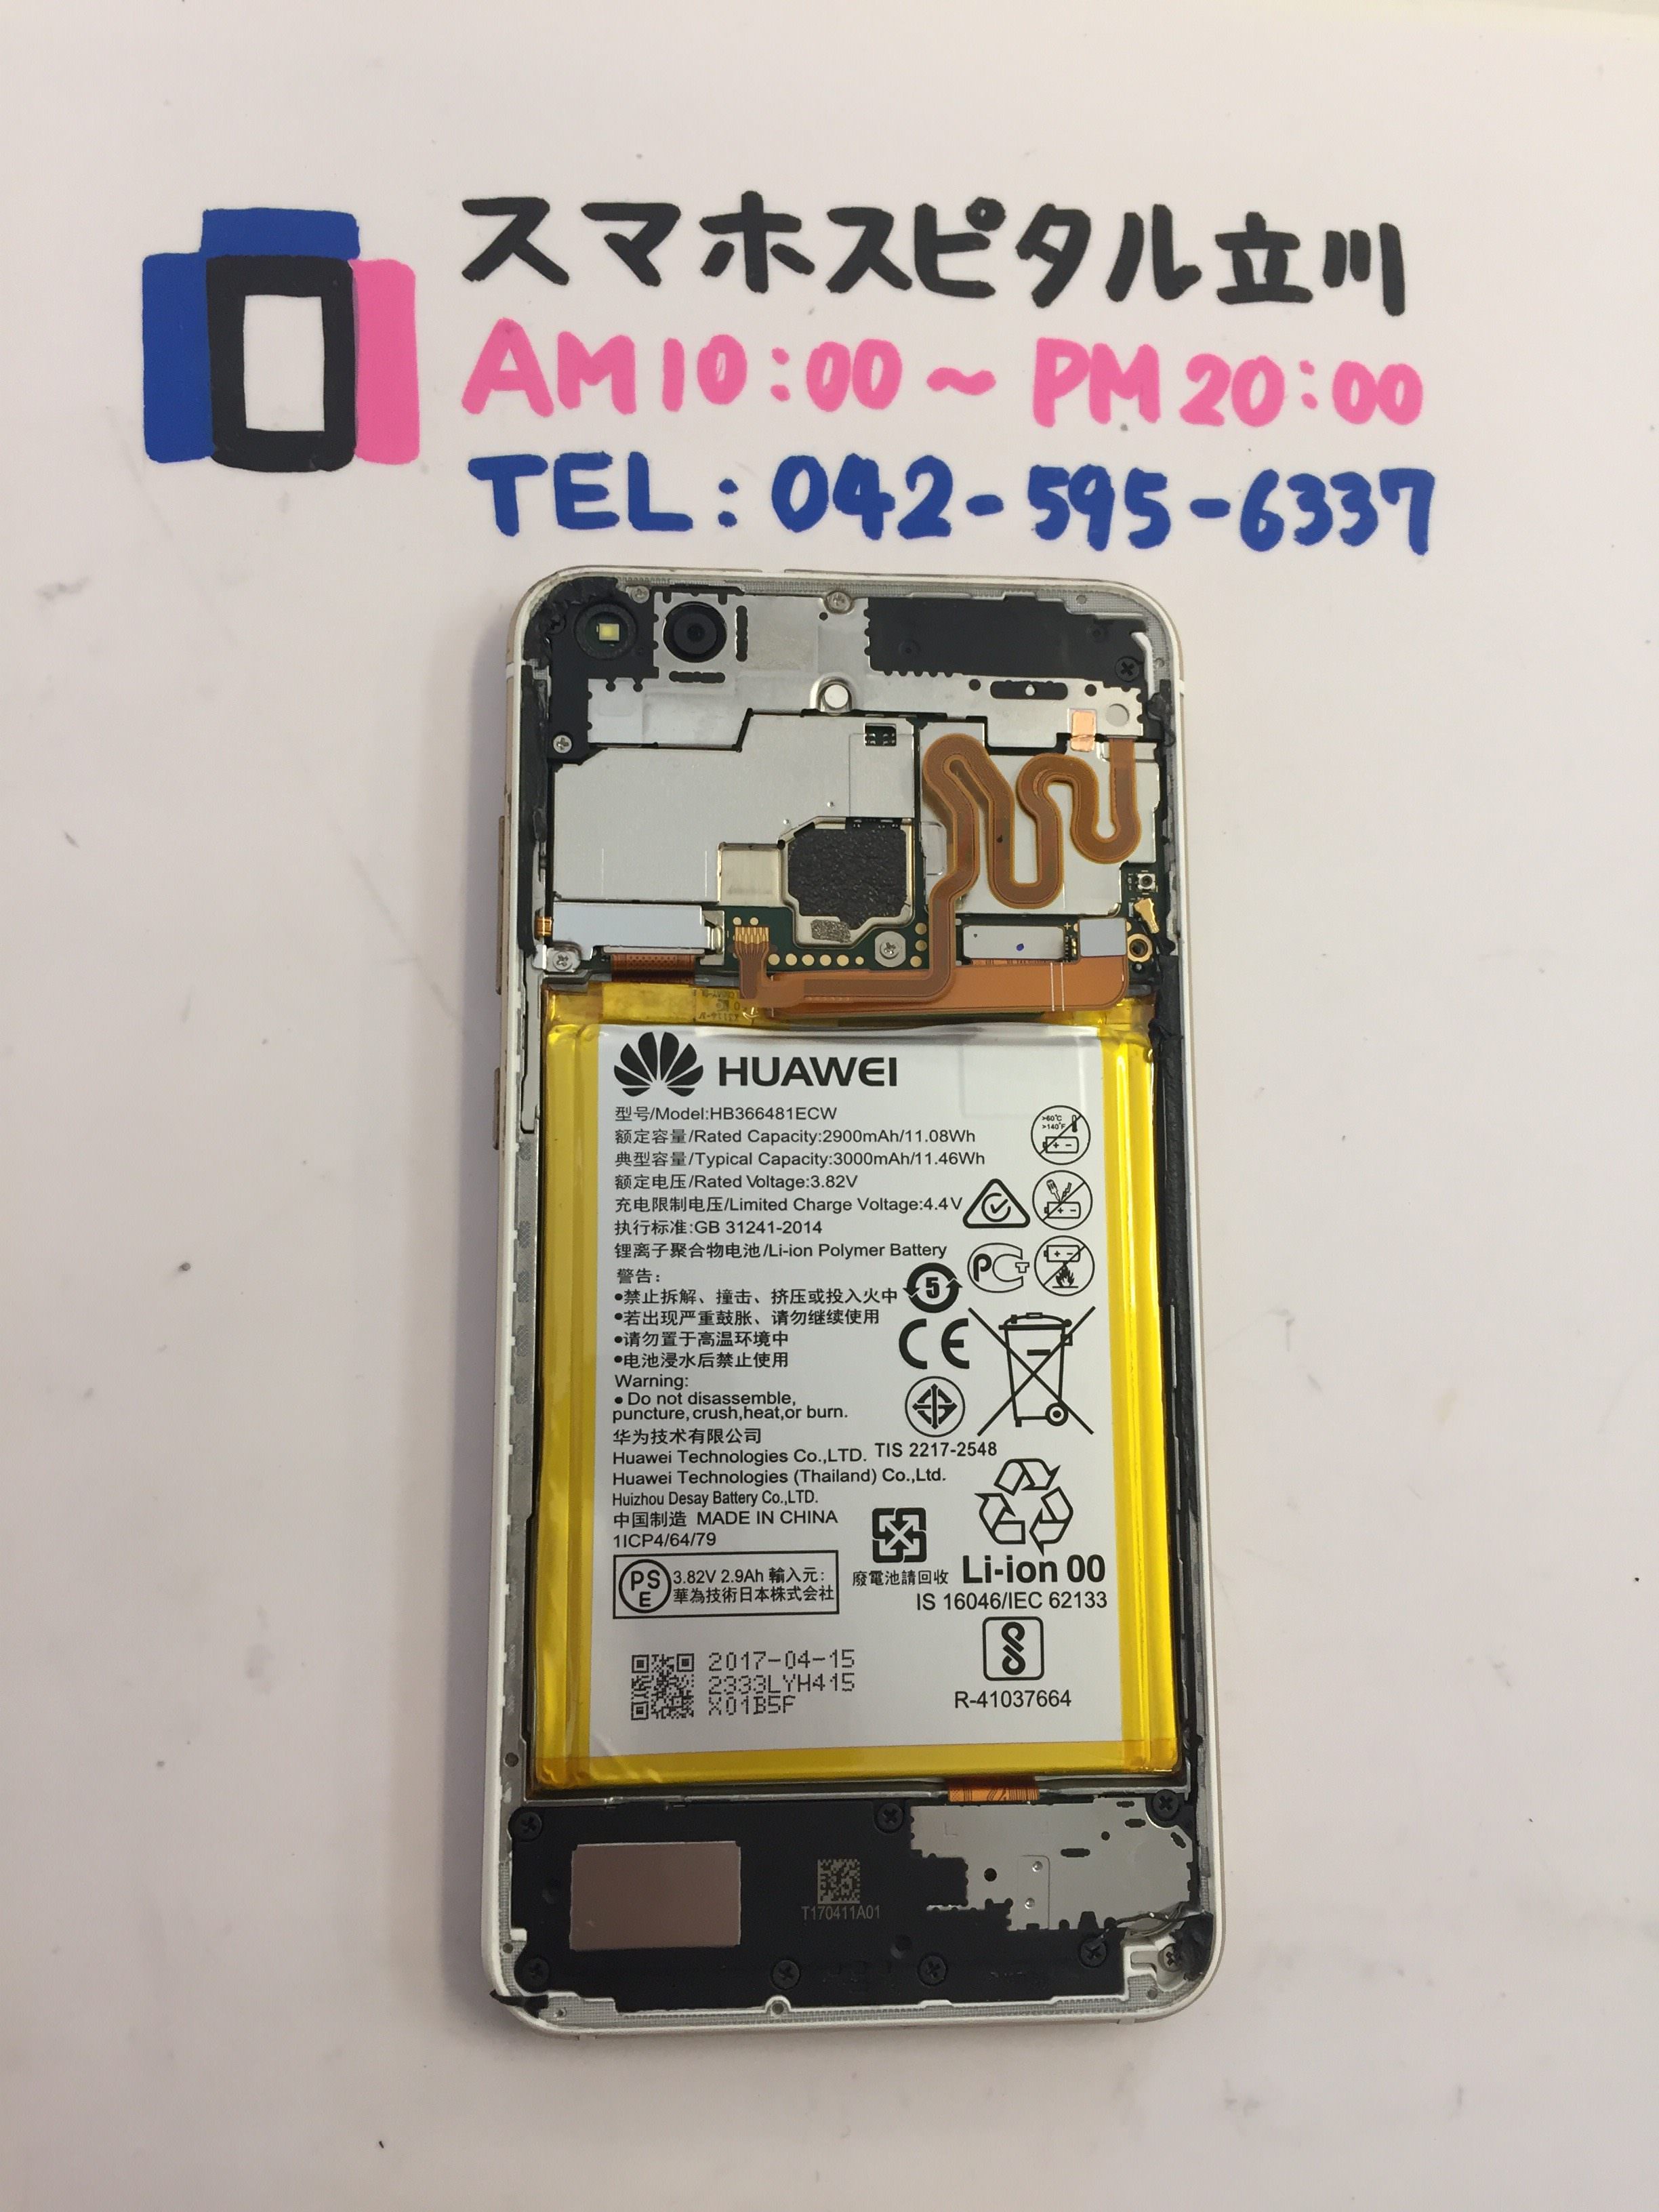 スマホスピタル立川
AM10:00~PM20:00
TEL:042-595-6337
HUAWEI
型号/Model:HB366481ECW
额定容量/Rated Capacity:2900mAh/11.08Wh
典型容量/Typical Capacity:3000mAh/11.46Wh
额定电压/Rated Voltage:3.82V
充电限制电压/Limited Charge Voltage:4.4V
执行标准:GB 31241-2014
锂离子聚合物电池/Li-ion Polymer Battery
>60℃
>140°F
警告:
•禁止拆解、撞击、挤压或投入火中
•若出现严重鼓胀、请勿继续使用
•请勿置于高温环境中
•电池浸水后禁止使用
5
CE
Warning:
• Do not disassemble,
puncture,crush,heat,or burn.
华为技术有限公司
Huawei Technologies Co.,LTD. TIS 2217-2548
Huawei Technologies (Thailand) Co.,Ltd.
Huizhou Desay Battery Co.,LTD.
中国制造 MADE IN CHINA
1ICP4/64/79
PSE
3.82V 2.9Ah 輸入元:
華為技術日本株式会社
廢電池請回收
Li-ion 00
IS 16046/IEC 62133
R-41037664
2017-04-15
2333LYH415
X01B5F
T170411A01